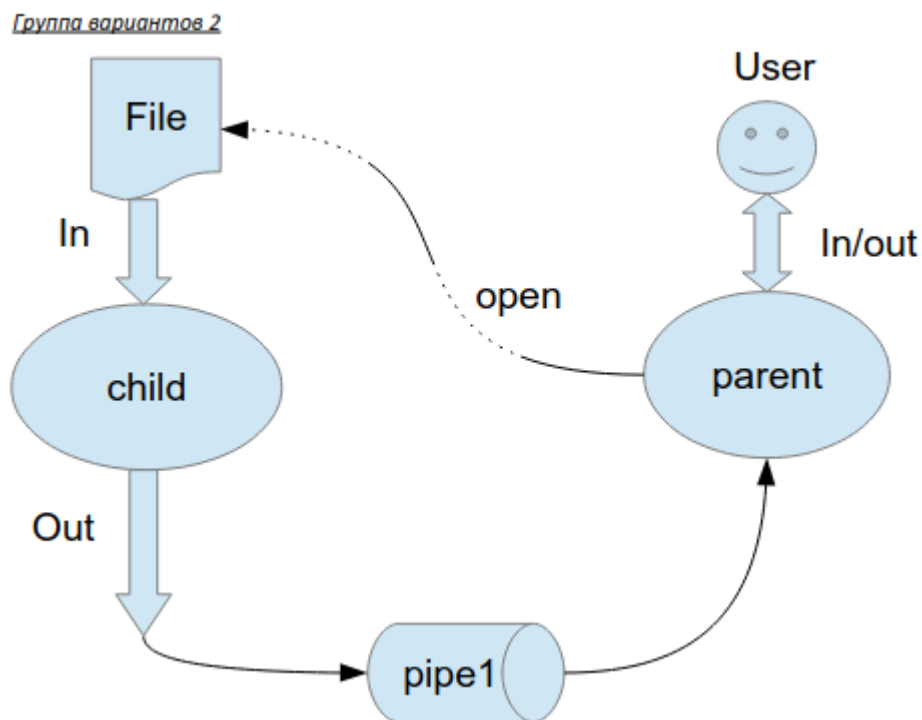 Группа вариантов 2
File
User
In
In/out
open
child
parent
Out
pipe1